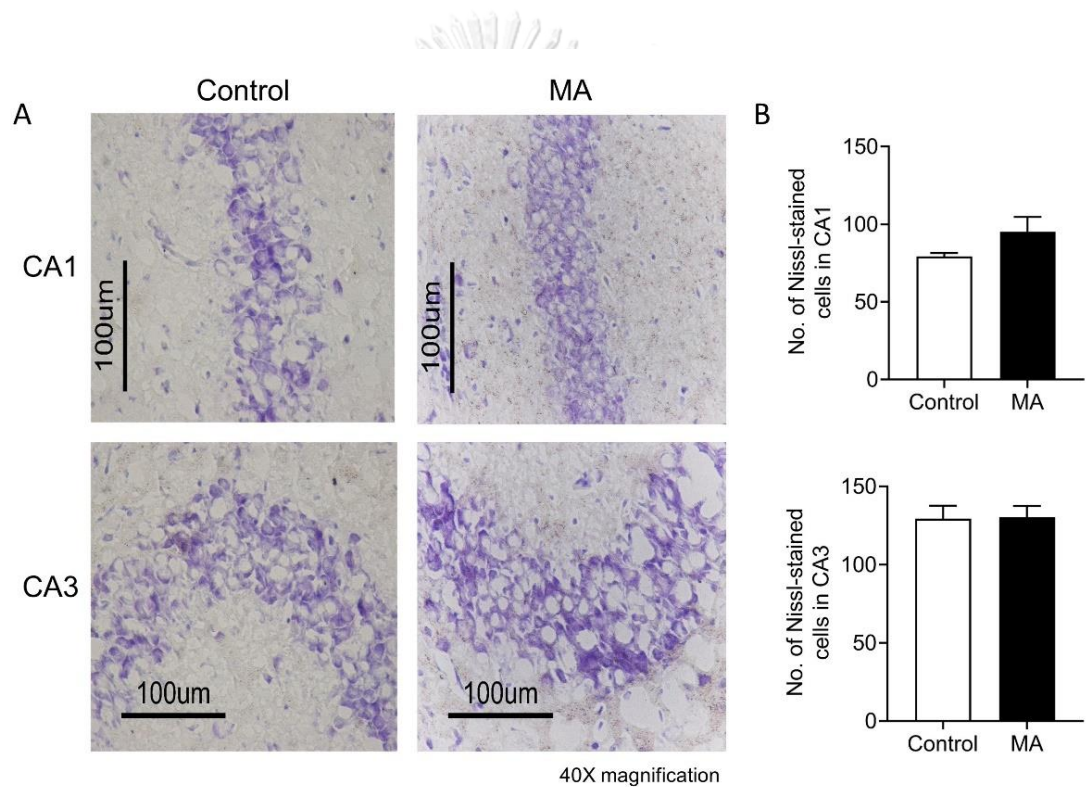 Control
MA
A
B
CA1
100um
100um
CA3
100um
100um
40X magnification
No. of Nissl-stained
cells in CA1
150
100
50
0
Control
MA
No. of Nissl-stained
cells in CA3
150
100
50
0
Control
MA